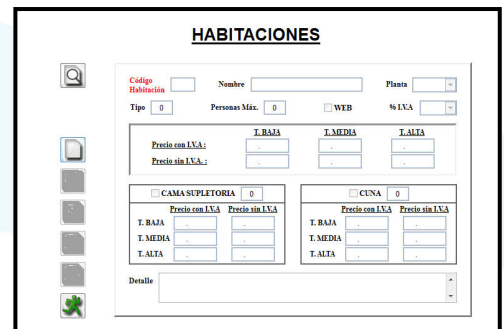 HABITACIONES
Código Habitación Nombre Planta
Tipo 0 Personas Máx. 0 WEB % I.V.A
T. BAJA T. MEDIA T. ALTA
Precio con I.V.A :
Precio sin I.V.A. :
CAMA SUPLETORIA 0 CUNA 0
Precio con I.V.A Precio sin I.V.A Precio con I.V.A Precio sin I.V.A
T. BAJA T. BAJA
T. MEDIA T. MEDIA
T. ALTA T. ALTA
Detalle